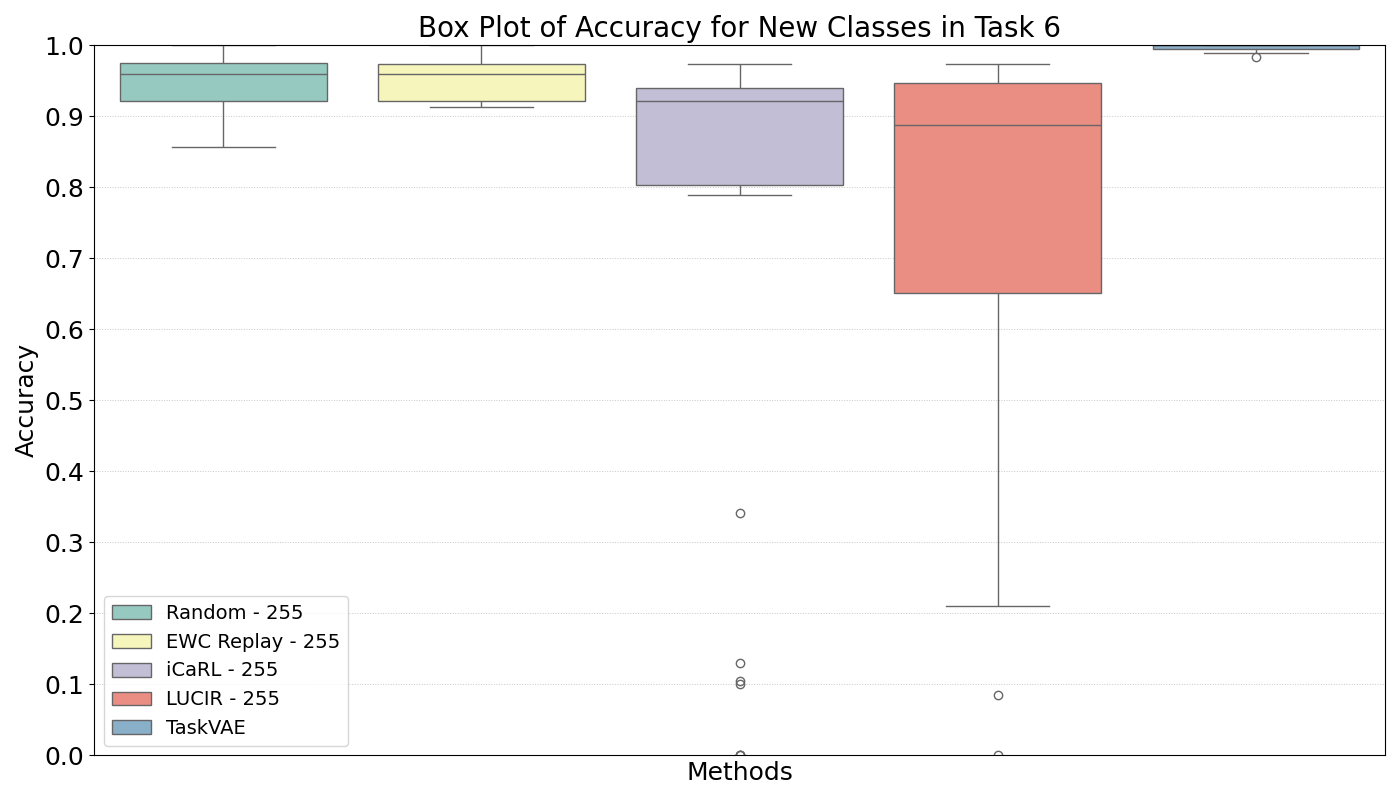 Box Plot of Accuracy for New Classes in Task 6
1.0
0.9
0.8
0.7
0.6
0.5
0.4
0.3
0.2
0.1
0.0
Accuracy
Random - 255
EWC Replay - 255
iCaRL - 255
LUCIR - 255
TaskVAE
Methods